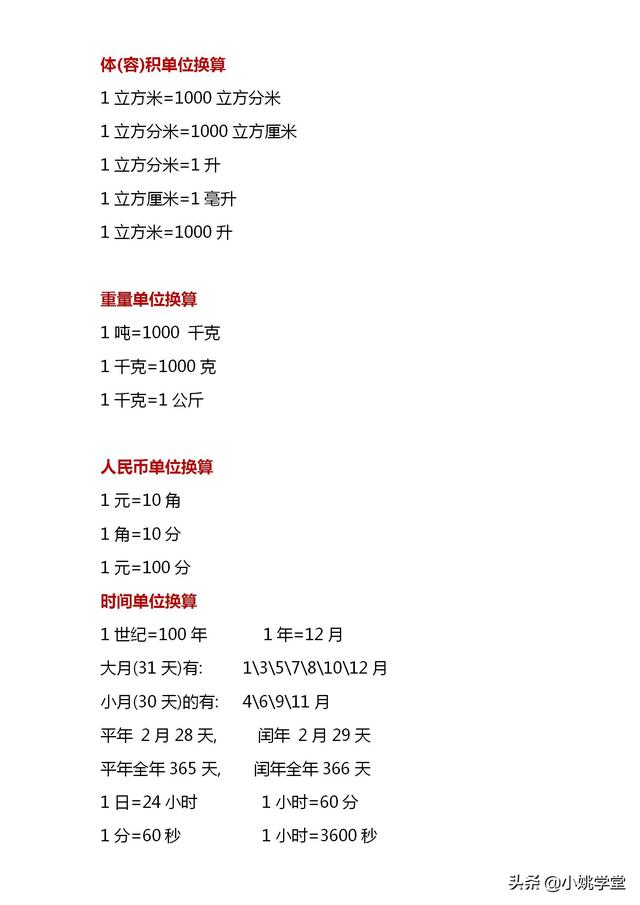 体(容)积单位换算
1 立方米=1000 立方分米
1 立方分米=1000 立方厘米
1 立方分米=1 升
1 立方厘米=1 毫升
1 立方米=1000 升
重量单位换算
1 吨=1000 千克
1 千克=1000 克
1 千克=1 公斤
人民币单位换算
1 元=10 角
1 角=10 分
1 元=100 分
时间单位换算
1 世纪=100 年 1 年=12 月
大月(31 天)有: 1\3\5\7\8\10\12 月
小月(30 天)的有: 4\6\9\11 月
平年 2 月 28 天, 闰年 2 月 29 天
平年全年 365 天, 闰年全年 366 天
1 日=24 小时 1 小时=60 分
1 分=60 秒 1 小时=3600 秒
头条 @小姚学堂